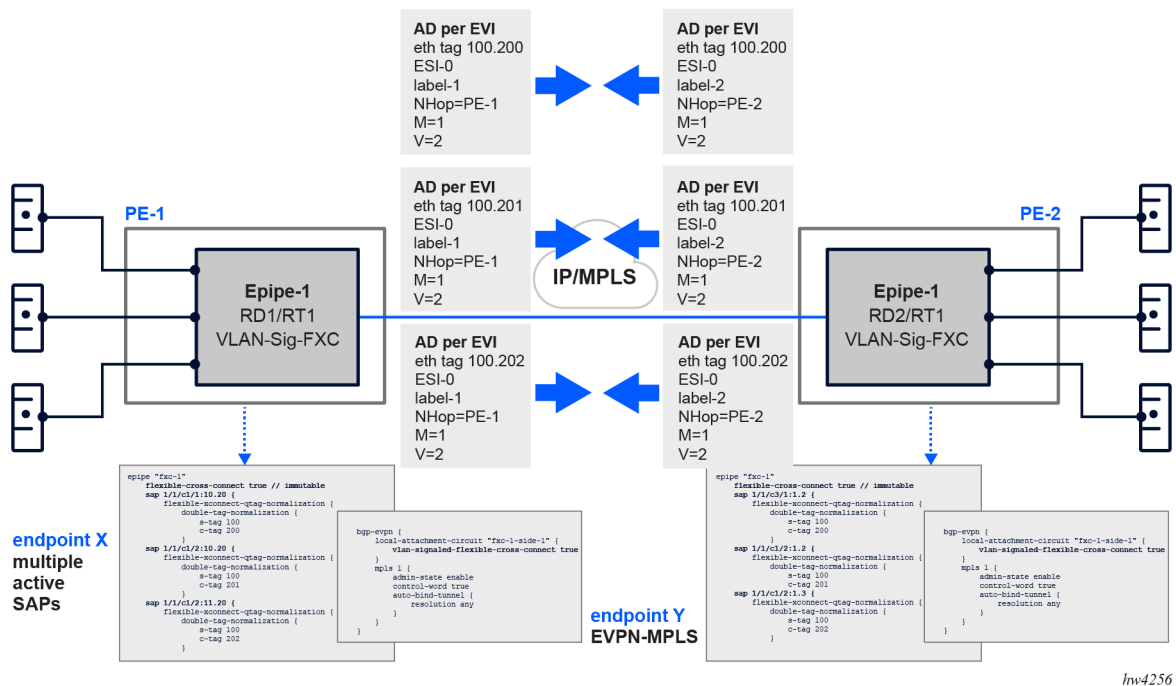 AD per EVI
eth tag 100.200
ESI-0
label-1
NHop=PE-1
M=1
V=2
AD per EVI
eth tag 100.200
ESI-0
label-2
NHop=PE-2
M=1
V=2
AD per EVI
eth tag 100.201
ESI-0
label-1
NHop=PE-1
M=1
V=2
AD per EVI
eth tag 100.201
ESI-0
label-2
NHop=PE-2
M=1
V=2
PE-1
PE-2
IP/MPLS
Epipe-1
RD1/RT1
VLAN-Sig-FXC
Epipe-1
RD2/RT1
VLAN-Sig-FXC
AD per EVI
eth tag 100.202
ESI-0
label-1
NHop=PE-1
M=1
V=2
AD per EVI
eth tag 100.202
ESI-0
label-2
NHop=PE-2
M=1
V=2
endpoint X
multiple
active
SAPs
epipe "fxc-1"
flexible-cross-connect true // immutable
sap 1/1/c1/1:10.20 {
flexible-xconnect-qtag-normalization {
double-tag-normalization {
s-tag 100
c-tag 200
}
sap 1/1/c1/2:10.20 {
flexible-xconnect-qtag-normalization {
double-tag-normalization {
s-tag 100
c-tag 201
}
sap 1/1/c1/2:11.20 {
flexible-xconnect-qtag-normalization {
double-tag-normalization {
s-tag 100
c-tag 202
}
bgp-evpn {
local-attachment-circuit "fxc-1-side-1" {
vlan-signaled-flexible-cross-connect true
}
mpls 1 {
admin-state enable
control-word true
auto-bind-tunnel {
resolution any
}
}
}
endpoint Y
EVPN-MPLS
epipe "fxc-1"
flexible-cross-connect true // immutable
sap 1/1/c3/1:1.2 {
flexible-xconnect-qtag-normalization {
double-tag-normalization {
s-tag 100
c-tag 200
}
sap 1/1/c1/2:1.2 {
flexible-xconnect-qtag-normalization {
double-tag-normalization {
s-tag 100
c-tag 201
}
sap 1/1/c1/2:1.3 {
flexible-xconnect-qtag-normalization {
double-tag-normalization {
s-tag 100
c-tag 202
}
bgp-evpn {
local-attachment-circuit "fxc-1-side-1" {
vlan-signaled-flexible-cross-connect true
}
mpls 1 {
admin-state enable
control-word true
auto-bind-tunnel {
resolution any
}
}
}
hw4256